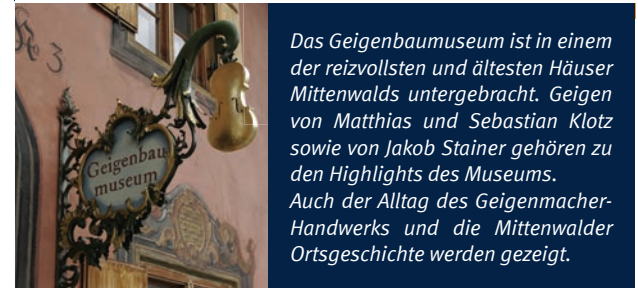 Geigenbau
museum
Das Geigenbaumuseum ist in einem
der reizvollsten und ältesten Häuser
Mittenwalds untergebracht. Geigen
von Matthias und Sebastian Klotz
sowie von Jakob Stainer gehören zu
den Highlights des Museums.
Auch der Alltag des Geigenmacher-
Handwerks und die Mittenwalder
Ortsgeschichte werden gezeigt.